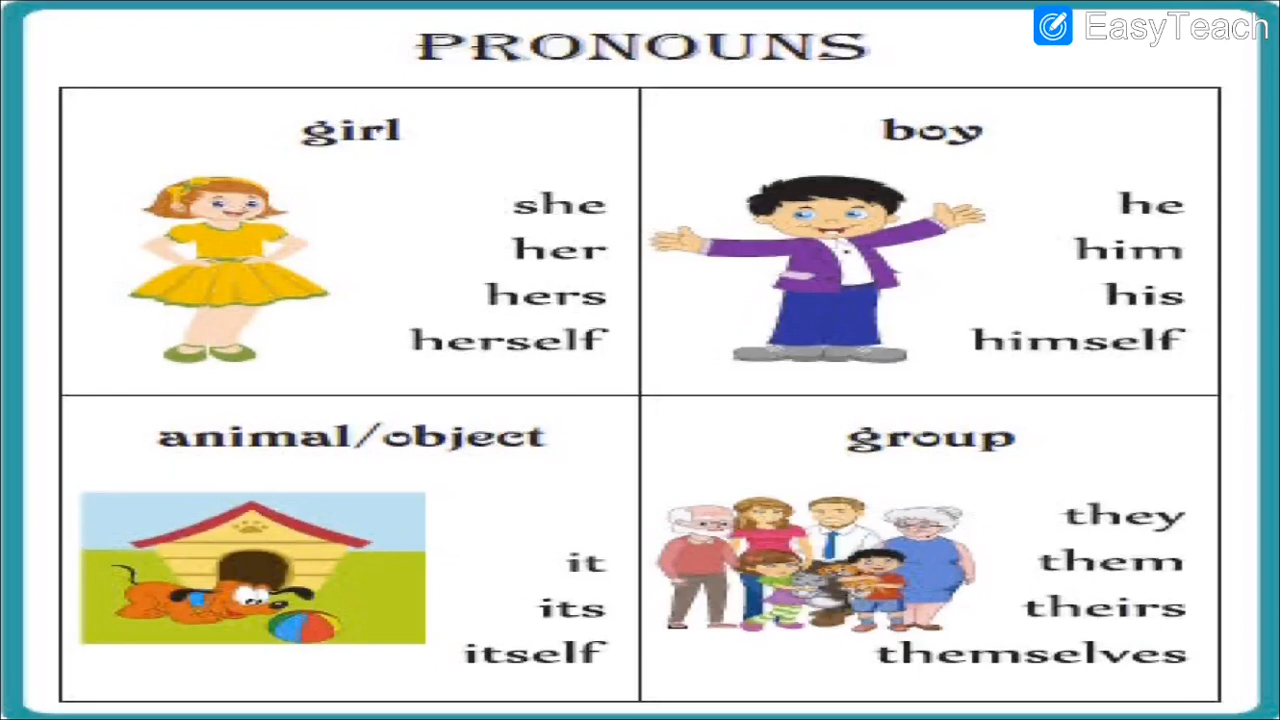 EasyTeach
PRONOUNS
girl
she
her
hers
herself
boy
he
him
his
himself
animal/object
it
its
itself
group
they
them
theirs
themselves